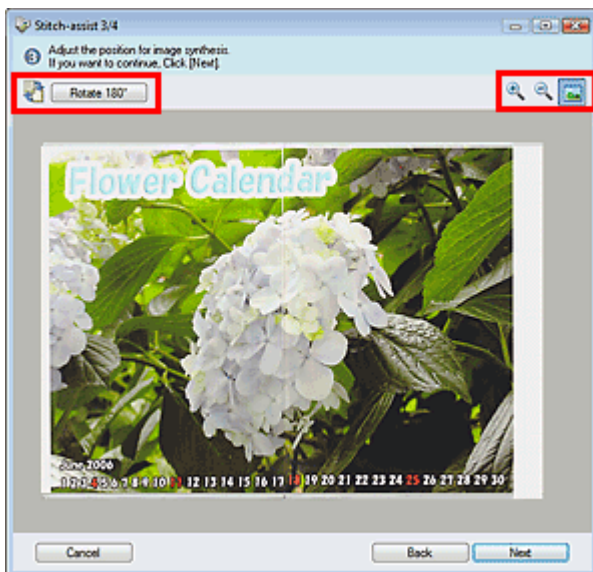 Stitch-assist 3/4
3 Adjust the position for image synthesis.
If you want to continue, Click [Next].
Rotate 180°
Flower Calendar
June 2006
1 2 3 4 5 6 7 8 9 10 11 12 13 14 15 16 17 18 19 20 21 22 23 24 25 26 27 28 29 30
Cancel
Back
Next